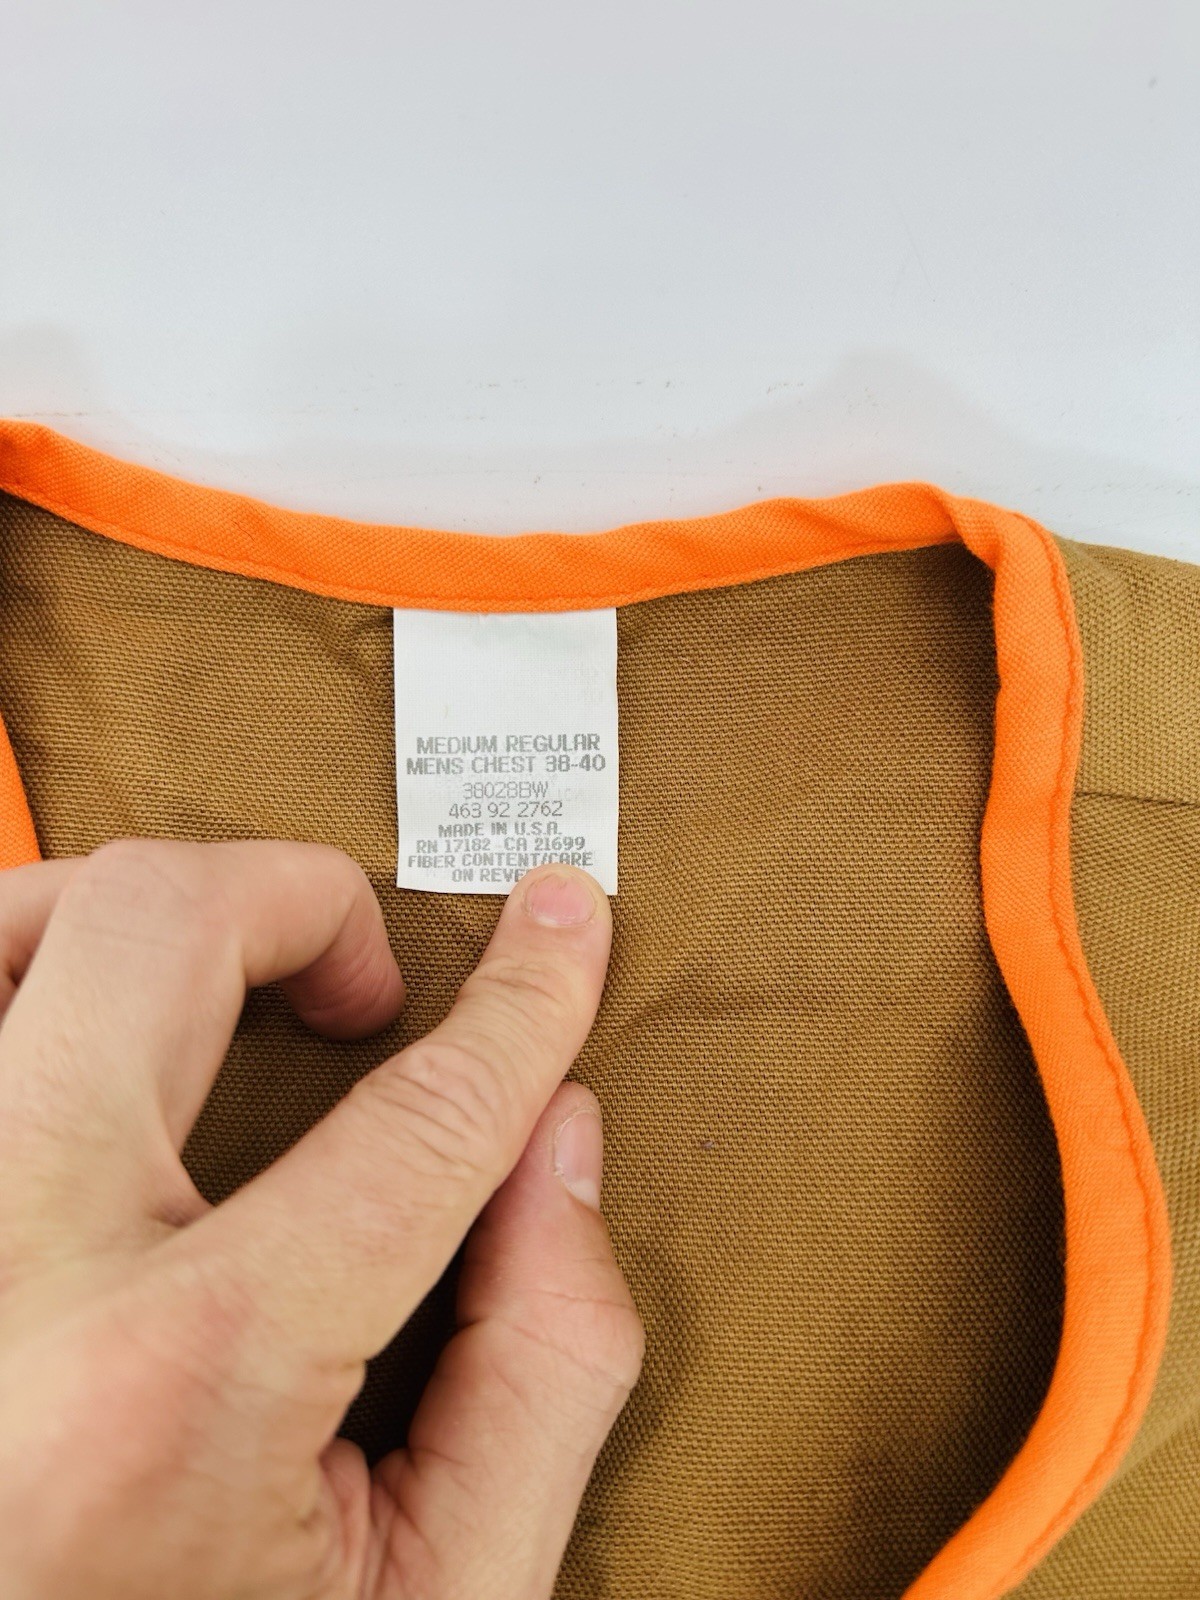 MEDIUM REGULAR
MENS CHEST 38-40
38028BW
463 92 2762
MADE IN U.S.A.
RN 17182 CA 21699
FIBER CONTENT/CARE
ON